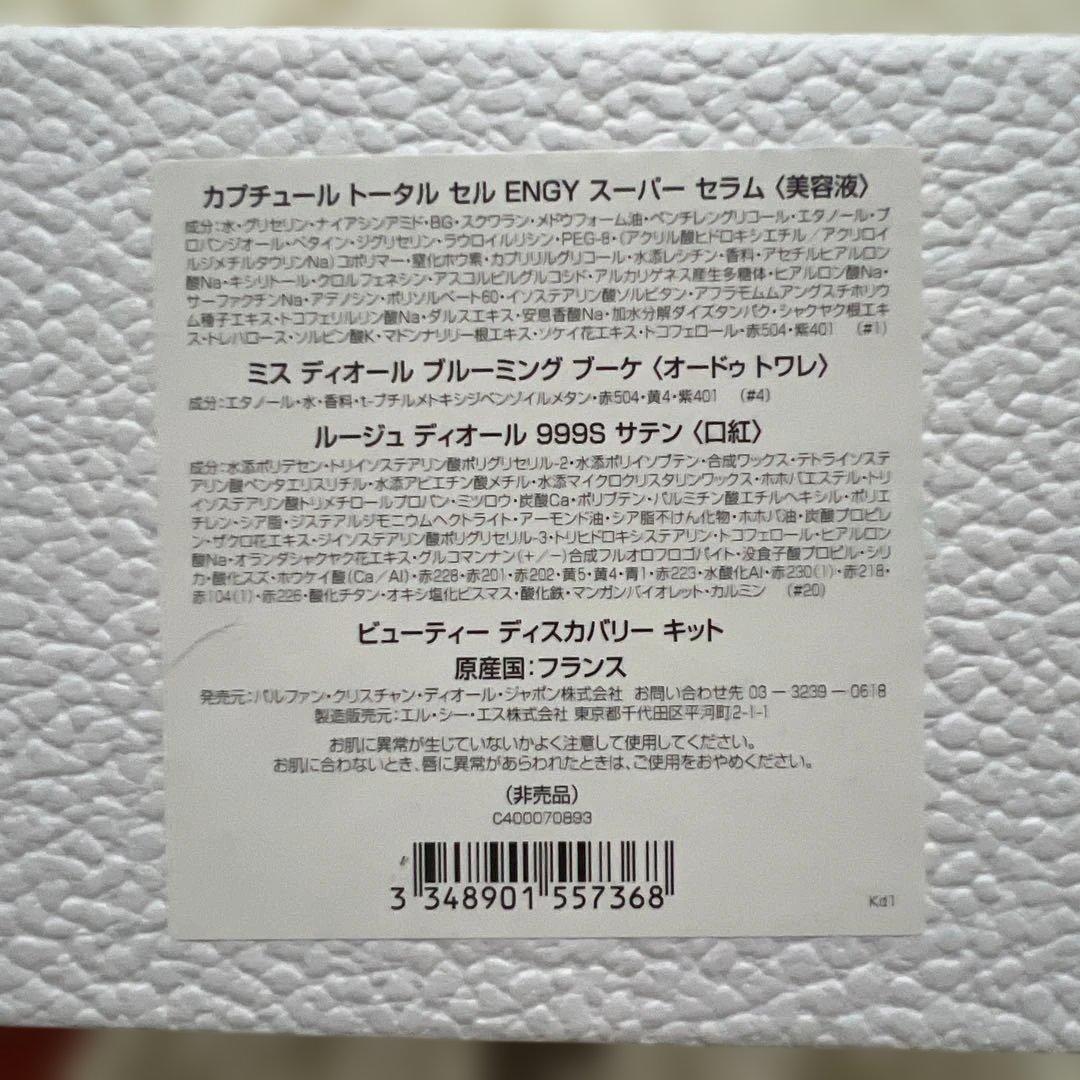 カプチュール トータル セル ENGY スーパー セラム〈美容液〉
成分：水・グリセリン・ナイアシンアミド・BG・スクワラン・メドウフォーム油・ペンチレングリコール・エタノール・プ
ロパンジオール・ベタイン・ジグリセリン・ラウロイルリシン・PEG-8・(アクリル酸ヒドロキシエチル／アクリロイ
ルジメチルタウリンNa)コポリマー・窒化ホウ素・カプリリルグリコール・水添レシチン・香料・アセチルヒアルロン
酸Na・キシリトール・クロルフェネシン・アスコルビルグルコシド・アルカリゲネス産生多糖体・ヒアルロン酸Na・
サーファクチンNa・アデノシン・ポリソルベート60・イソステアリン酸ソルビタン・アフラモムムアングスチホリウ
ム種子エキス・トコフェリルリン酸Na・ダルスエキス・安息香酸Na・加水分解ダイズタンパク・シャクヤク根エキ
ス・トレハロース・ソルビン酸K・マドンナリリー根エキス・ソケイ花エキス・トコフェロール・赤504・紫401　(#1)
ミス ディオール ブルーミング ブーケ〈オードゥ トワレ〉
成分：エタノール・水・香料・t-ブチルメトキシジベンゾイルメタン・赤504・黄4・紫401　(#4)
ルージュ ディオール 999S サテン〈口紅〉
成分：水添ポリデセン・トリイソステアリン酸ポリグリセリル-2・水添ポリイソブテン・合成ワックス・テトライソステ
アリン酸ペンタエリスリチル・水添アビエチン酸メチル・水添マイクロクリスタリンワックス・ホホバエステル・トリ
イソステアリン酸トリメチロールプロパン・ミツロウ・炭酸Ca・ポリブテン・パルミチン酸エチルヘキシル・ポリエ
チレン・シア脂・ジステアルジモニウムヘクトライト・アーモンド油・シア脂不けん化物・ホホバ油・炭酸プロピレ
ン・ザクロ花エキス・ジイソステアリン酸ポリグリセリル-3・トリヒドロキシステアリン・トコフェロール・ヒアルロン
酸Na・オランダシャクヤク花エキス・グルコマンナン(+/-)合成フルオロフロゴパイト・没食子酸プロピル・シリ
カ・酸化スズ・ホウケイ酸(Ca／Al)・赤228・赤201・赤202・黄5・黄4・青1・赤223・水酸化Al・赤230(1)・赤218・
赤104(1)・赤226・酸化チタン・オキシ塩化ビスマス・酸化鉄・マンガンバイオレット・カルミン　(#20)
ビューティー ディスカバリー キット
原産国：フランス
発売元：パルファン・クリスチャン・ディオール・ジャポン株式会社 お問い合わせ先 03－3239－0618
製造販売元：エル・シー・エス株式会社 東京都千代田区平河町2-1-1
お肌に異常が生じていないかよく注意して使用してください。
お肌に合わないとき、唇に異常があらわれたときは、ご使用をおやめください。
(非売品)
C400070893
3 348901 557368
Kd1